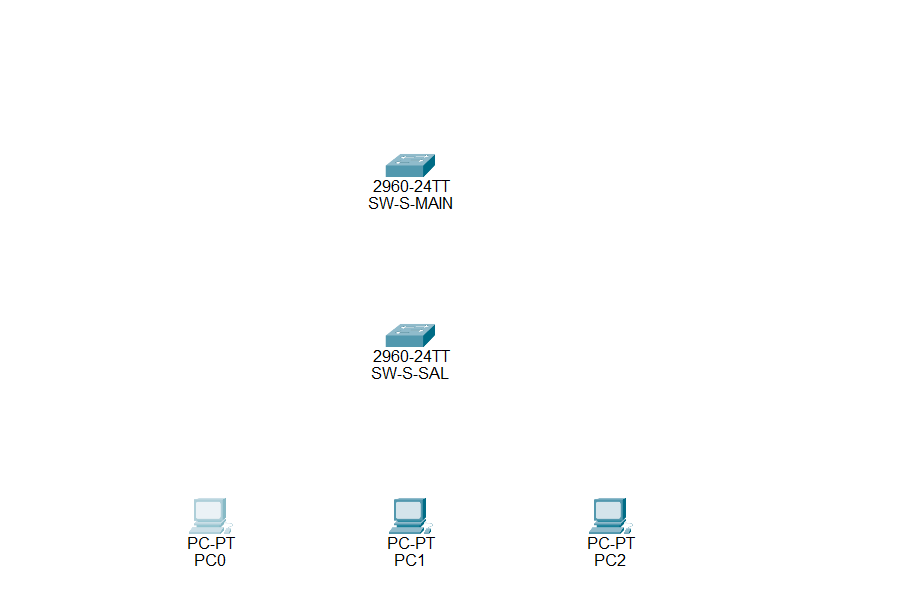 2960-24TT
SW-S-MAIN
2960-24TT
SW-S-SAL
PC-PT
PC0
PC-PT
PC1
PC-PT
PC2